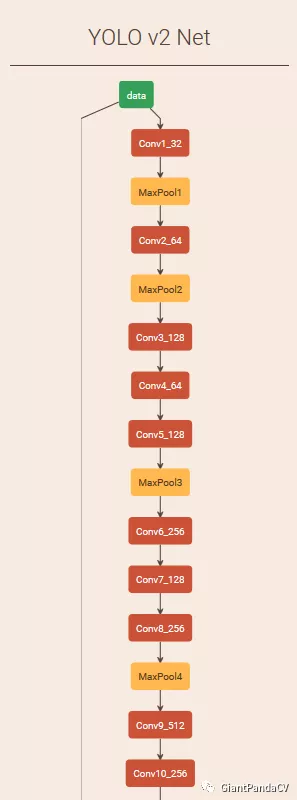 YOLO v2 Net
data
Conv1_32
MaxPool1
Conv2_64
MaxPool2
Conv3_128
Conv4_64
Conv5_128
MaxPool3
Conv6_256
Conv7_128
Conv8_256
MaxPool4
Conv9_512
Conv10_256
GiantPandaCV